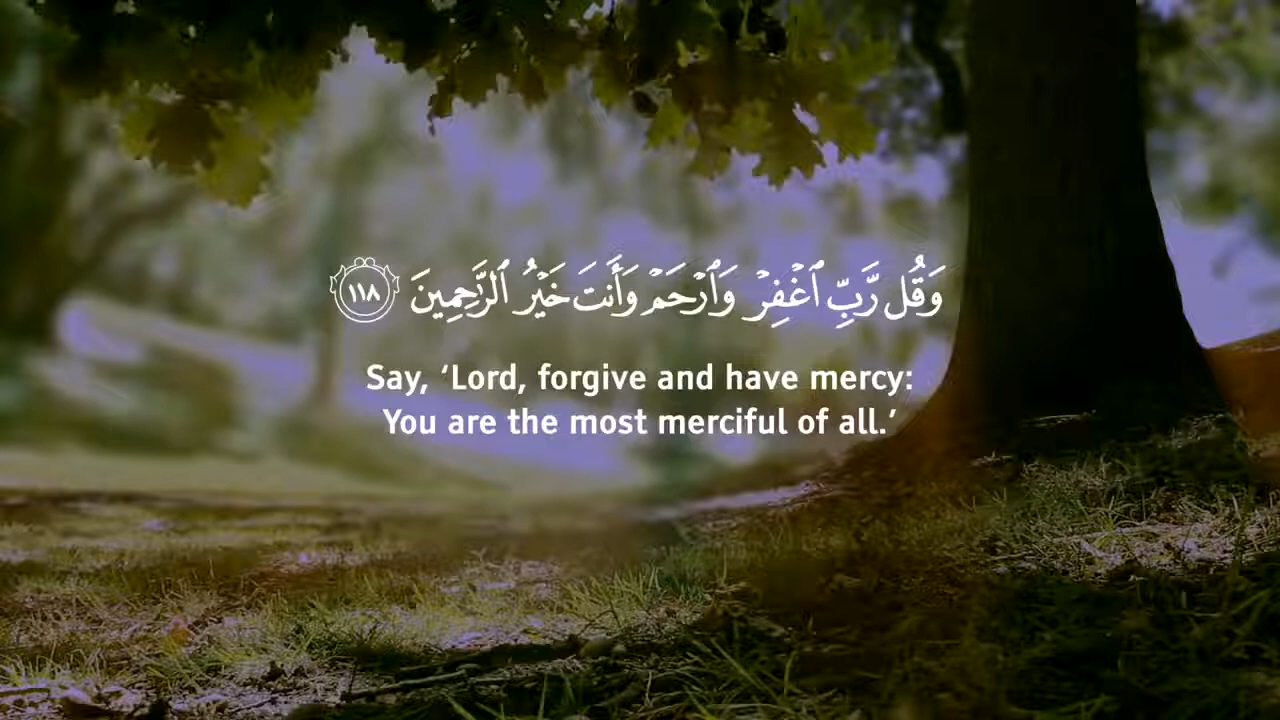 وَقُل رَّبِّ ٱغْفِرْ وَٱرْحَمْ وَأَنتَ خَيْرُ ٱلرَّٰحِمِينَ ١١٨
Say, ‘Lord, forgive and have mercy:
You are the most merciful of all.’